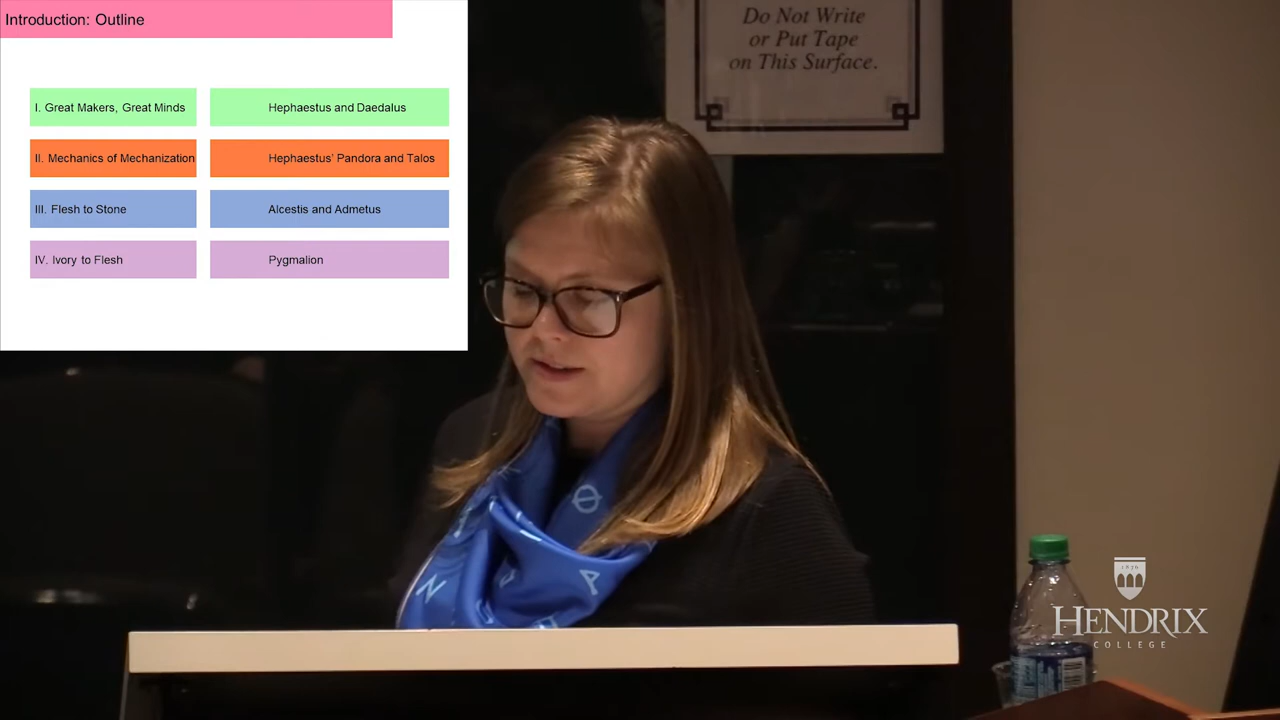 Introduction: Outline
I. Great Makers, Great Minds
Hephaestus and Daedalus
II. Mechanics of Mechanization
Hephaestus' Pandora and Talos
III. Flesh to Stone
Alcestis and Admetus
IV. Ivory to Flesh
Pygmalion
Do Not Write
or Put Tape
on This Surface.
Φ
N
A
1876
HENDRIX
COLLEGE